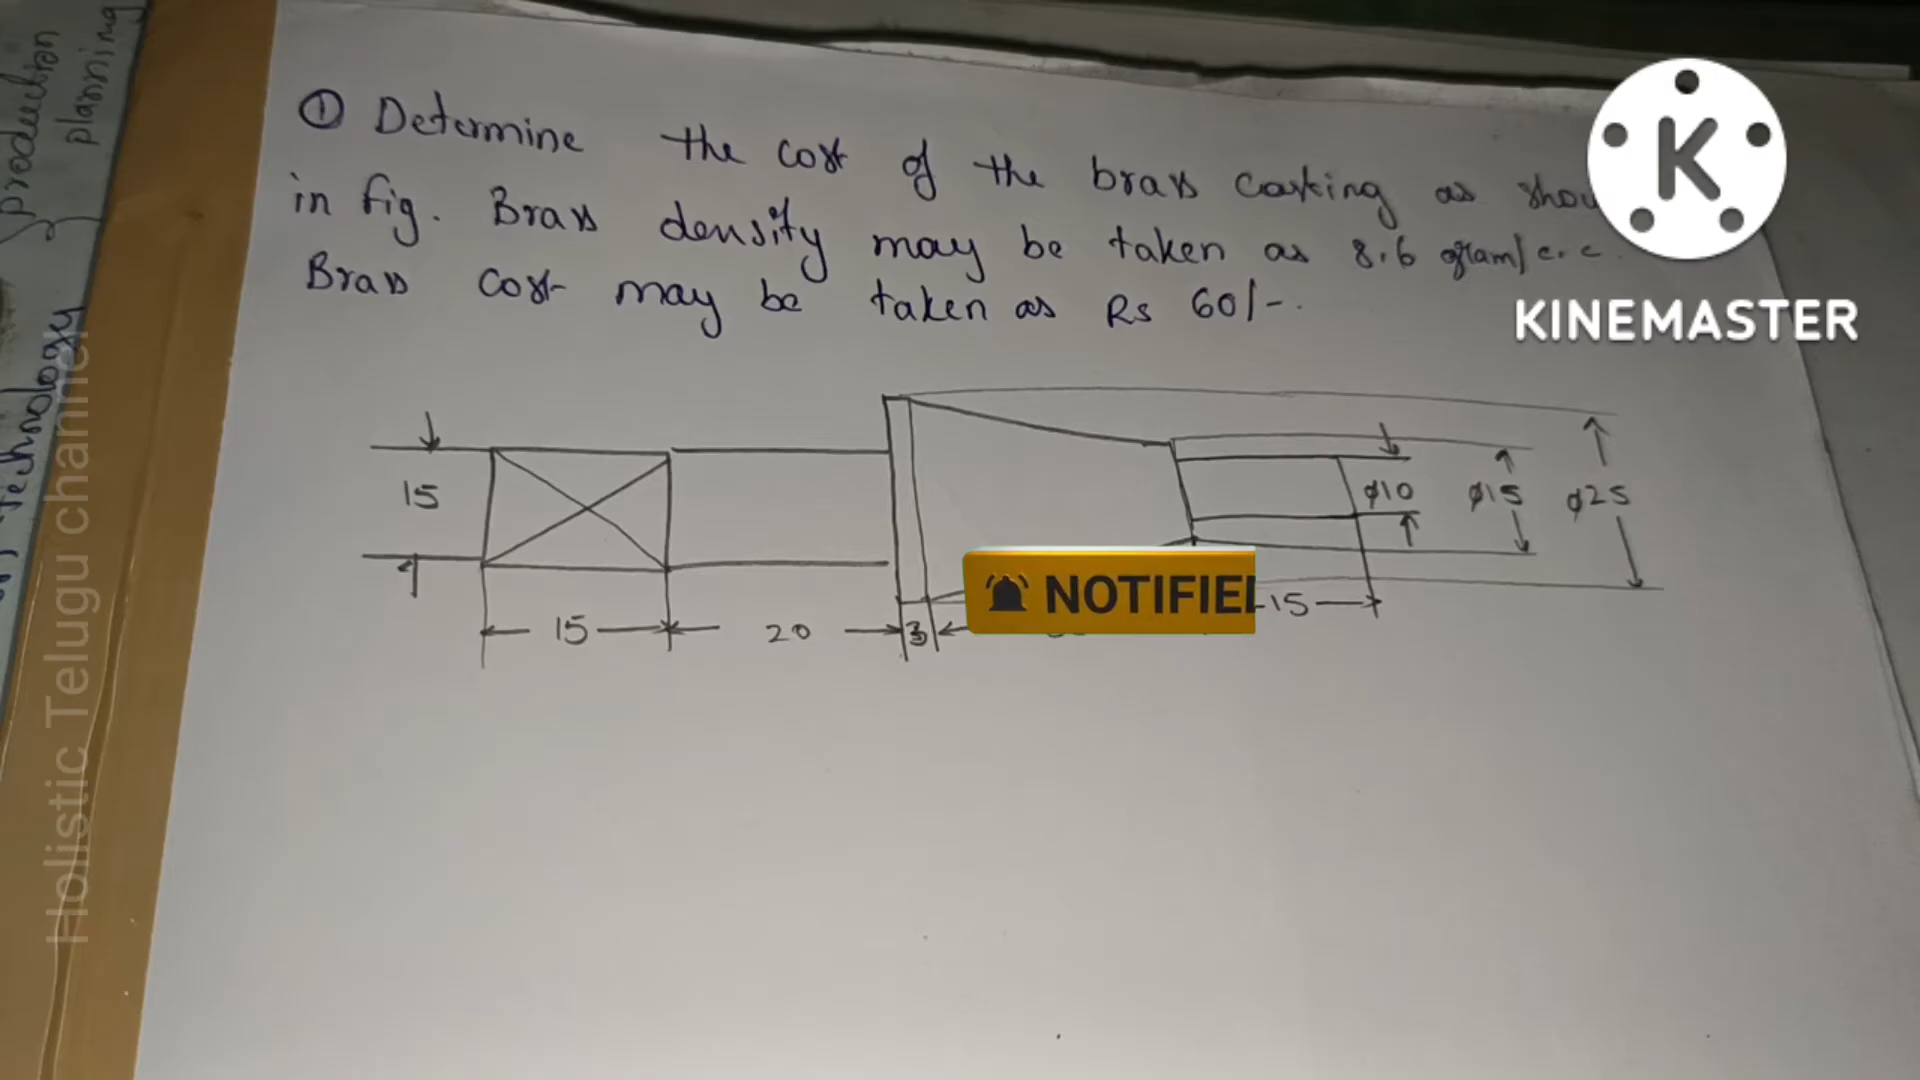 ① Determine the cost of the brass casting as
in fig. Brass density may be taken as 8.6 gram/c.c.
Brass cost may be taken as Rs 60/-.
KINEMASTER
15
ø10
ø15
ø25
NOTIFIED
15
20
3
15
production
planning
Technology
Holistic Telugu channel